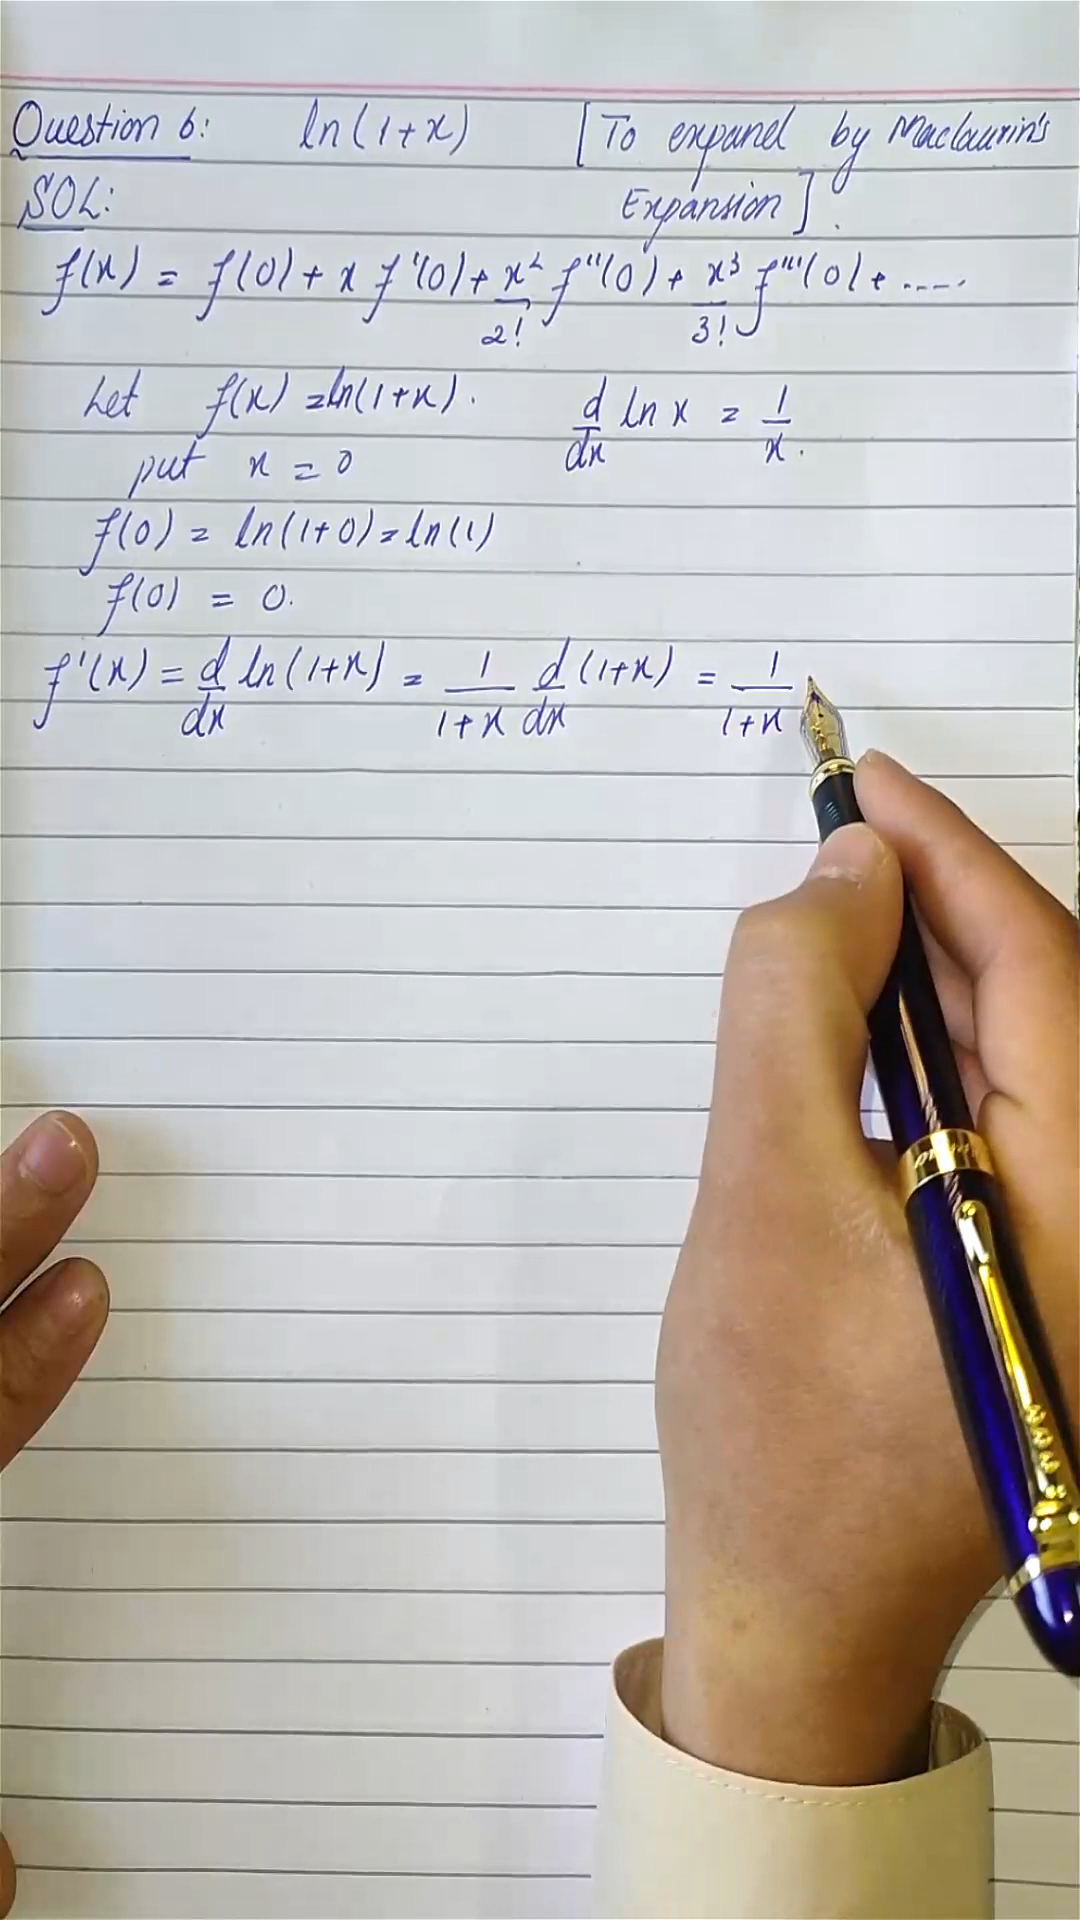 Question 6: ln(1+x) [To expand by Maclaurin's
SOL: Expansion].
f(x) = f(0) + x f'(0) + x²/2! f''(0) + x³/3! f'''(0) + .....
Let f(x) = ln(1+x). d/dx ln x = 1/x.
put x = 0
f(0) = ln(1+0) = ln(1)
f(0) = 0.
f'(x) = d/dx ln(1+x) = 1/1+x d/dx (1+x) = 1/1+x